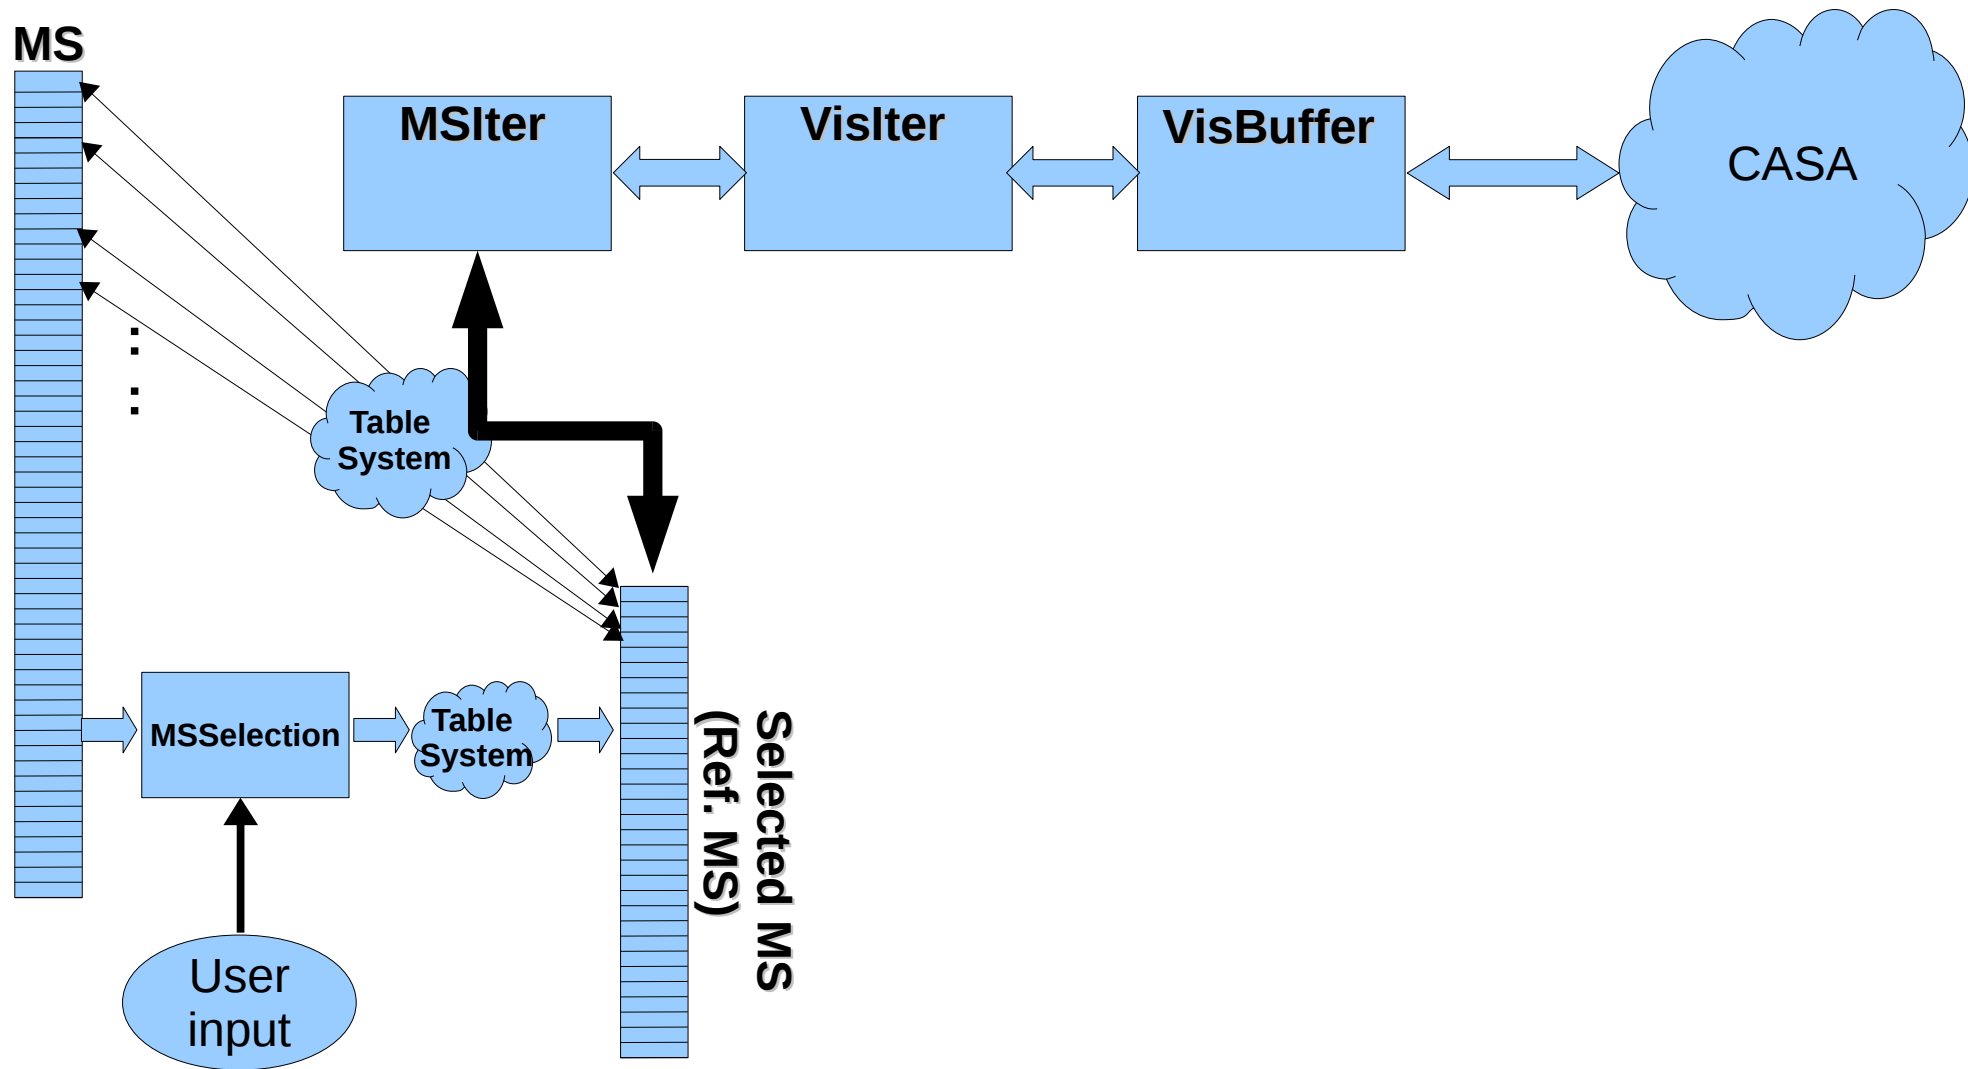 MS
MSIter
VisIter
VisBuffer
CASA
Table
System
MSSelection
Table
System
Selected MS
(Ref. MS)
User
input